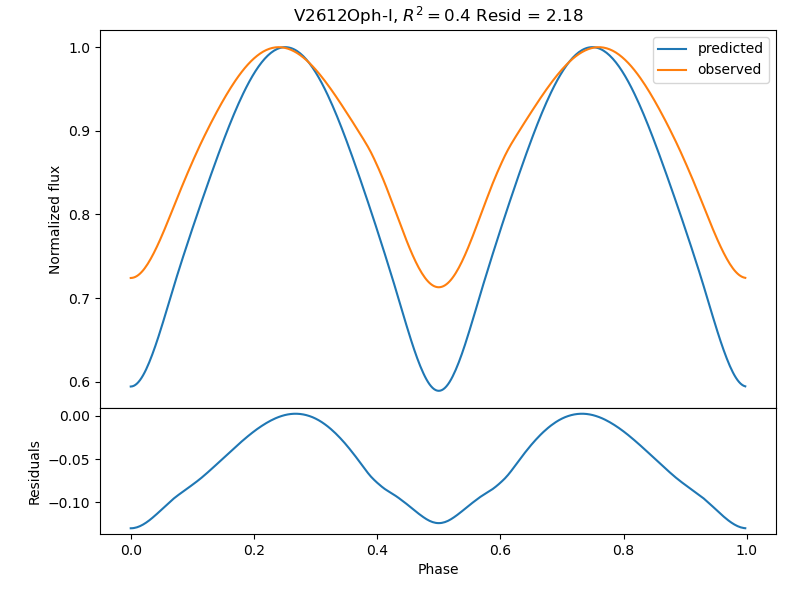 V2612Oph-I, R² = 0.4 Resid = 2.18
predicted
observed
1.0
0.9
0.8
0.7
0.6
Normalized flux
0.00
−0.05
−0.10
Residuals
0.0 0.2 0.4 0.6 0.8 1.0
Phase